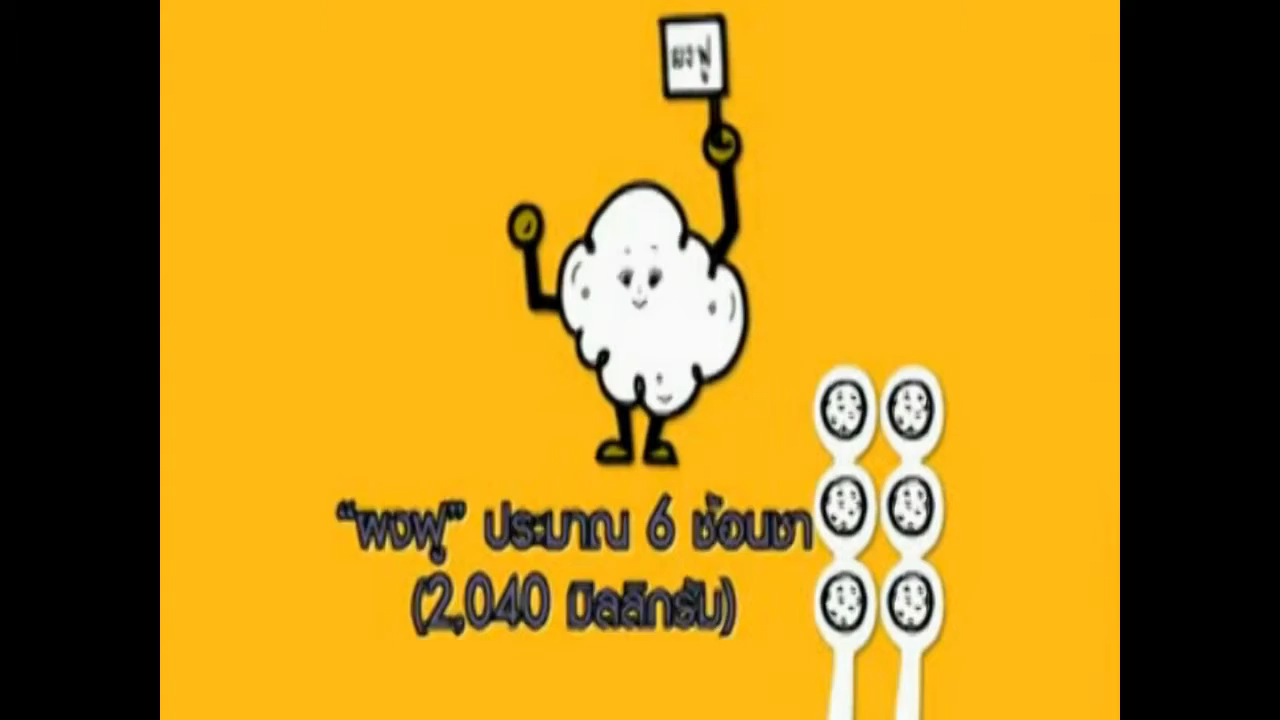 ผงฟู
“ผงฟู” ประมาณ 6 ช้อนชา
(2,040 มิลลิกรัม)